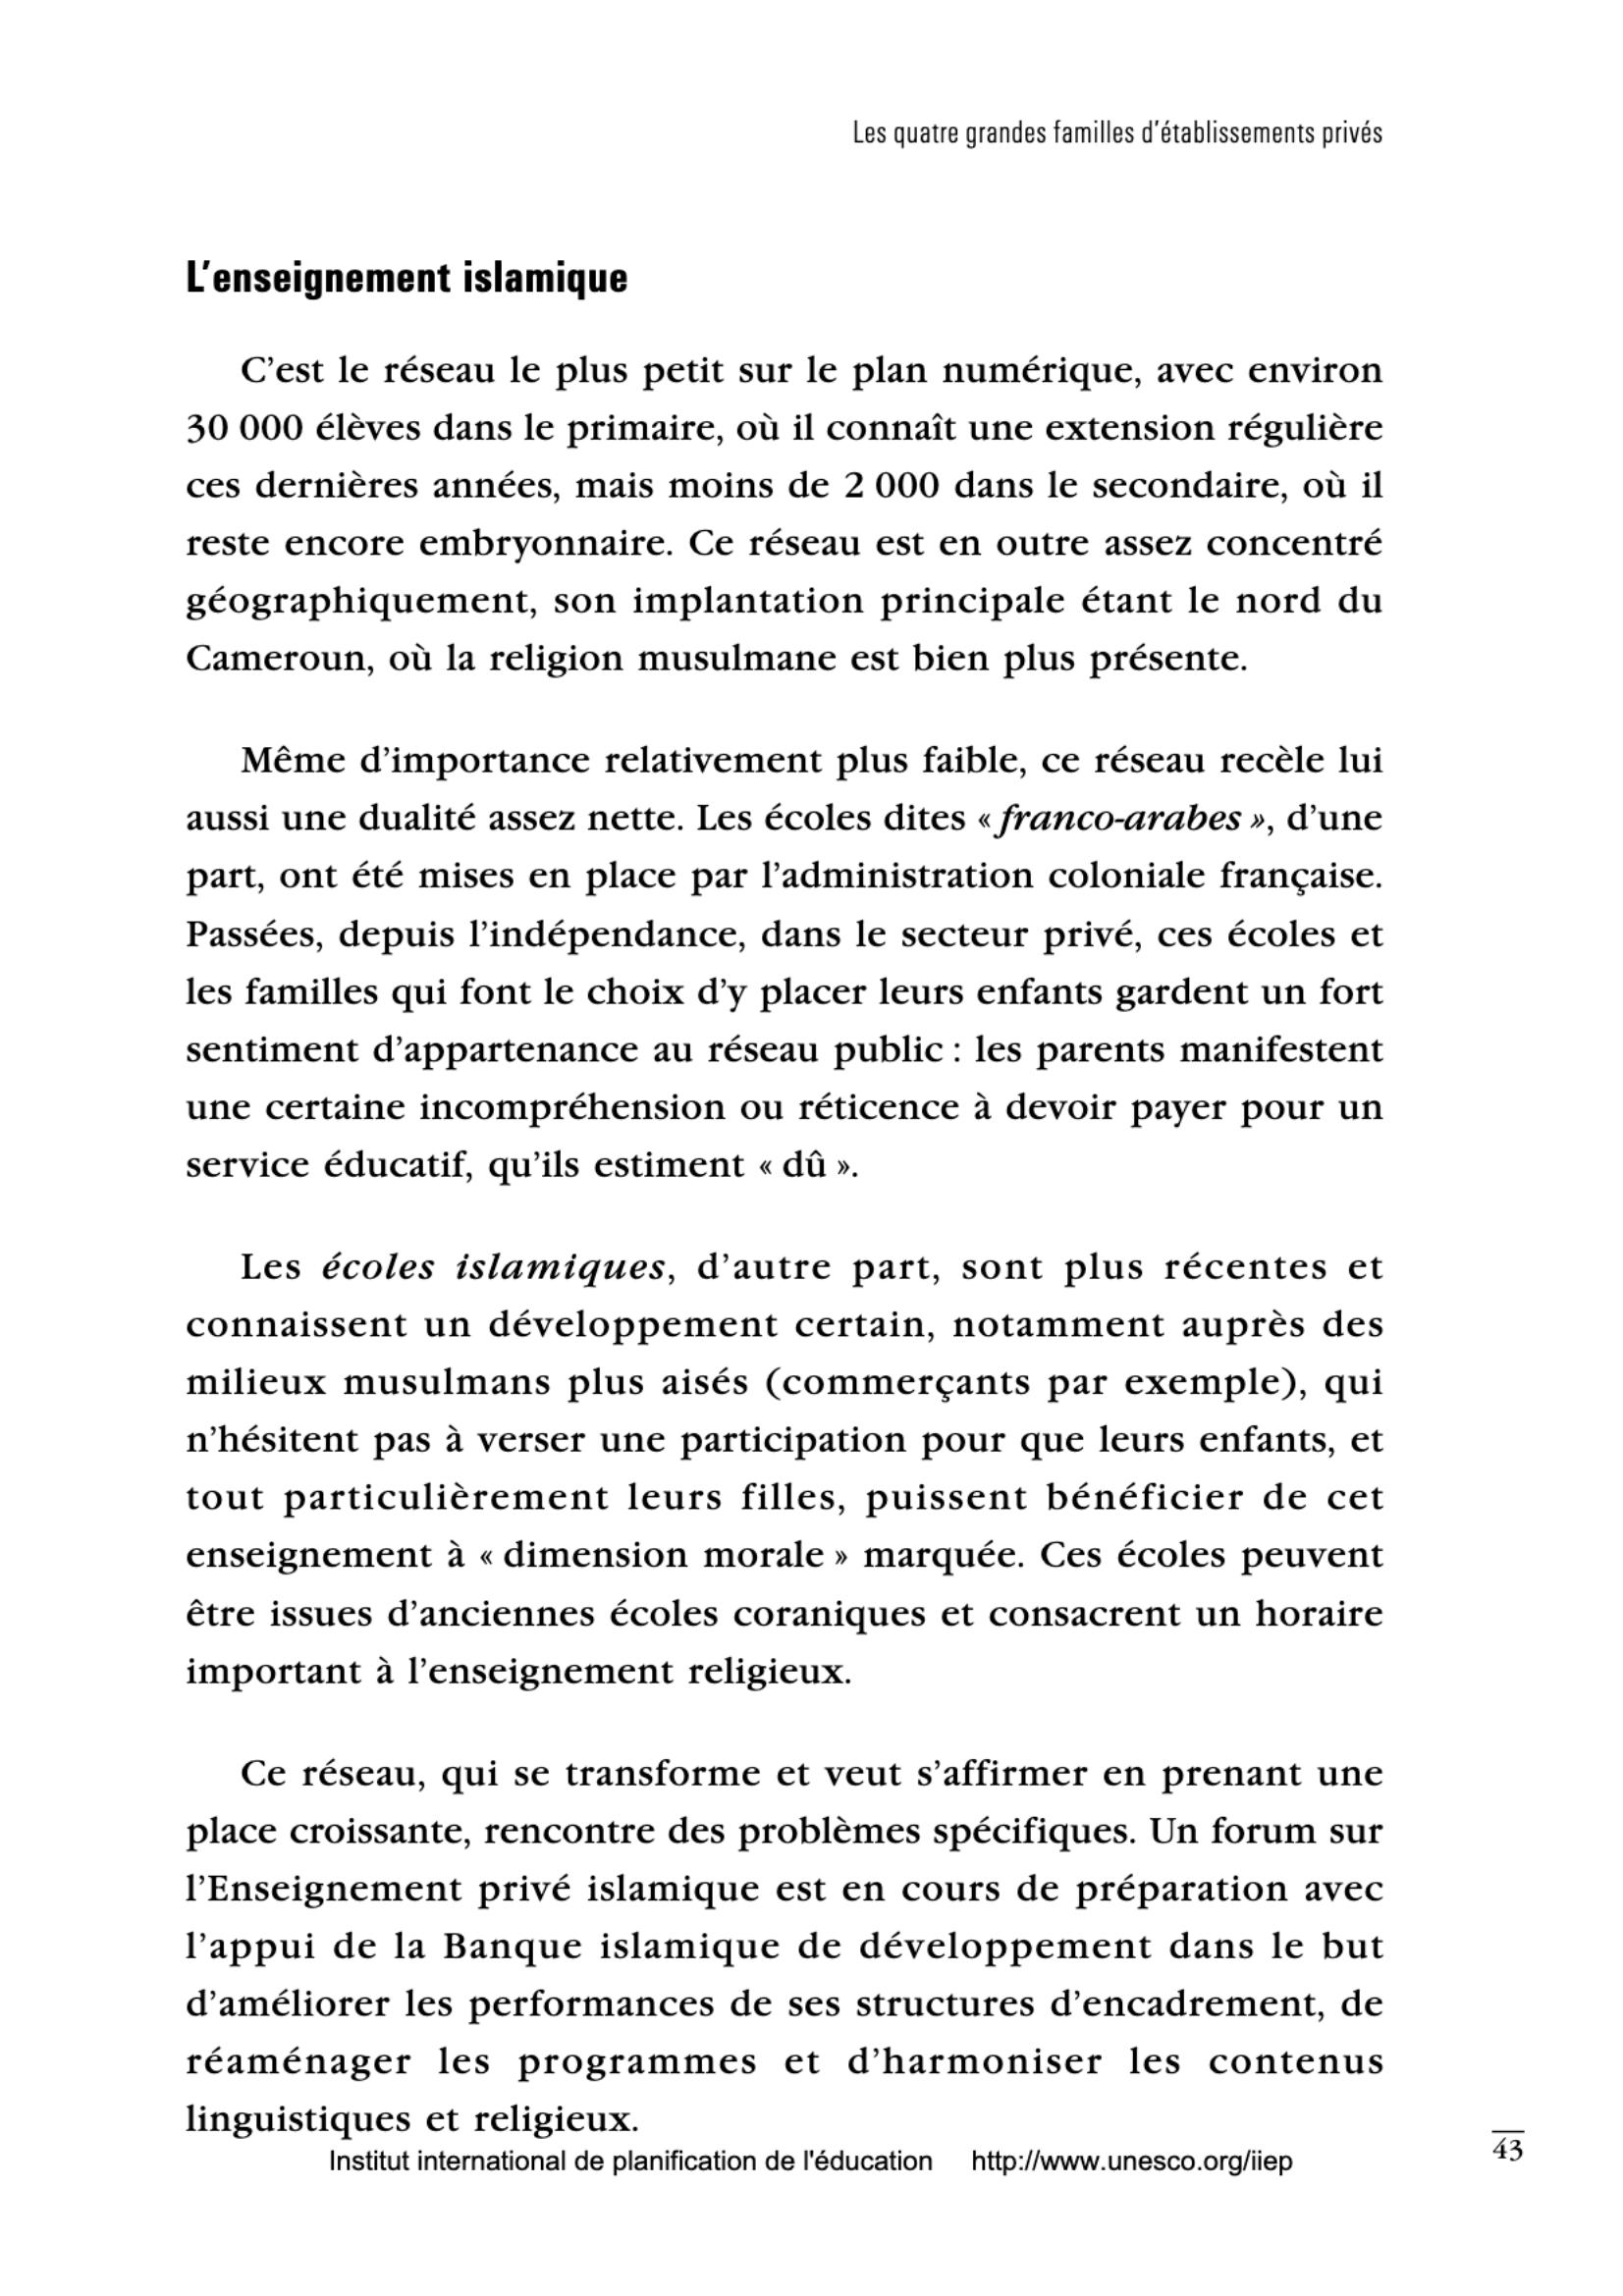 Les quatre grandes familles d'établissements privés
L'enseignement islamique
C'est le réseau le plus petit sur le plan numérique, avec environ
30 000 élèves dans le primaire, où il connaît une extension régulière
ces dernières années, mais moins de 2 000 dans le secondaire, où il
reste encore embryonnaire. Ce réseau est en outre assez concentré
géographiquement, son implantation principale étant le nord du
Cameroun, où la religion musulmane est bien plus présente.
Même d'importance relativement plus faible, ce réseau recèle lui
aussi une dualité assez nette. Les écoles dites « franco-arabes », d'une
part, ont été mises en place par l'administration coloniale française.
Passées, depuis l'indépendance, dans le secteur privé, ces écoles et
les familles qui font le choix d'y placer leurs enfants gardent un fort
sentiment d'appartenance au réseau public : les parents manifestent
une certaine incompréhension ou réticence à devoir payer pour un
service éducatif, qu'ils estiment « dû ».
Les écoles islamiques, d'autre part, sont plus récentes et
connaissent un développement certain, notamment auprès des
milieux musulmans plus aisés (commerçants par exemple), qui
n'hésitent pas à verser une participation pour que leurs enfants, et
tout particulièrement leurs filles, puissent bénéficier de cet
enseignement à « dimension morale » marquée. Ces écoles peuvent
être issues d'anciennes écoles coraniques et consacrent un horaire
important à l'enseignement religieux.
Ce réseau, qui se transforme et veut s'affirmer en prenant une
place croissante, rencontre des problèmes spécifiques. Un forum sur
l'Enseignement privé islamique est en cours de préparation avec
l'appui de la Banque islamique de développement dans le but
d'améliorer les performances de ses structures d'encadrement, de
réaménager les programmes et d'harmoniser les contenus
linguistiques et religieux.
43
Institut international de planification de l'éducation http://www.unesco.org/iiep